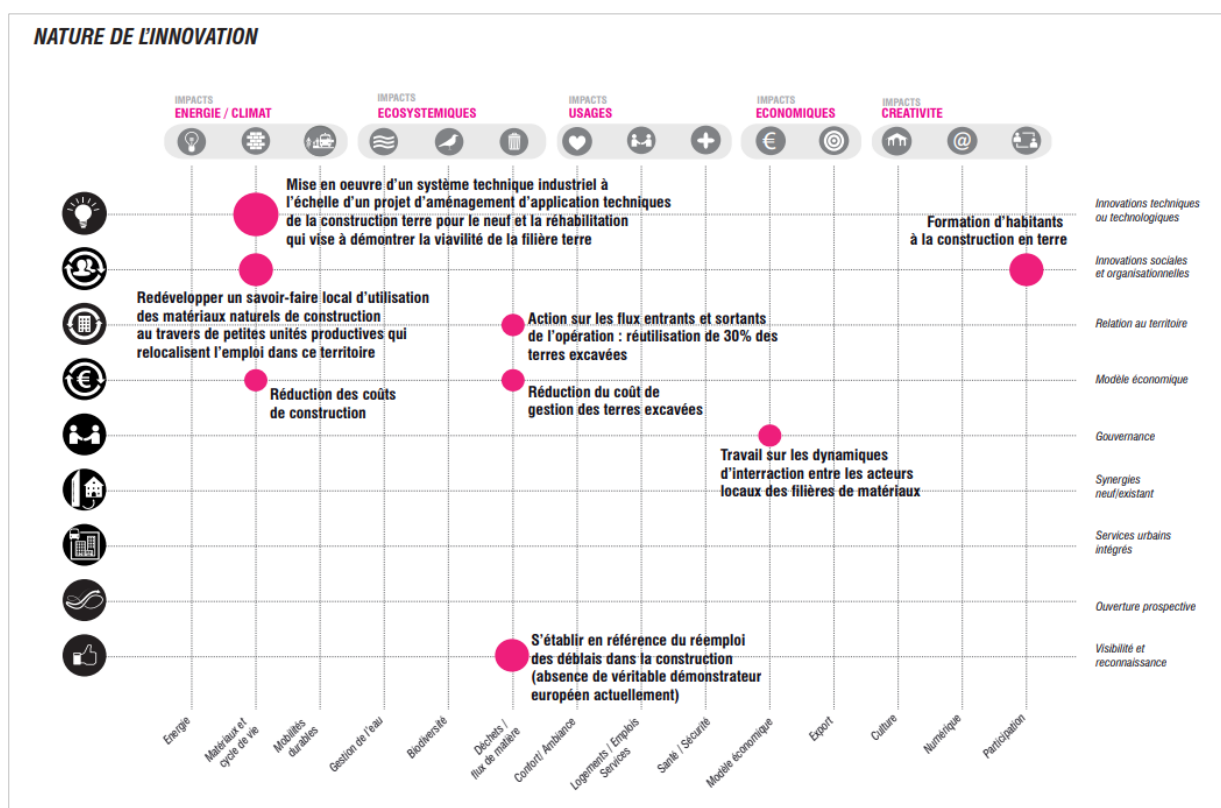 NATURE DE L'INNOVATION
IMPACTS
ENERGIE / CLIMAT
IMPACTS
ECOSYSTEMIQUES
IMPACTS
USAGES
IMPACTS
ECONOMIQUES
IMPACTS
CREATIVITE
Mise en oeuvre d'un système technique industriel à
l'échelle d'un projet d'aménagement d'application techniques
de la construction terre pour le neuf et la réhabilitation
qui vise à démontrer la viavilité de la filière terre
Innovations techniques
ou technologiques
Formation d'habitants
à la construction en terre
Innovations sociales
et organisationnelles
Redévelopper un savoir-faire local d'utilisation
des matériaux naturels de construction
au travers de petites unités productives qui
relocalisent l'emploi dans ce territoire
Action sur les flux entrants et sortants
de l'opération : réutilisation de 30% des
terres excavées
Relation au territoire
Réduction des coûts
de construction
Réduction du coût de
gestion des terres excavées
Modèle économique
Gouvernance
Travail sur les dynamiques
d'interraction entre les acteurs
locaux des filières de matériaux
Synergies
neuf/existant
Services urbains
intégrés
Ouverture prospective
S'établir en référence du réemploi
des déblais dans la construction
(absence de véritable démonstrateur
européen actuellement)
Visibilité et
reconnaissance
Energie
Matériaux et
cycle de vie
Mobilités
durables
Gestion de l'eau
Biodiversité
Déchets /
flux de matière
Confort/ Ambiance
Logements / Emplois
Services
Santé / Sécurité
Modèle économique
Export
Culture
Numérique
Participation